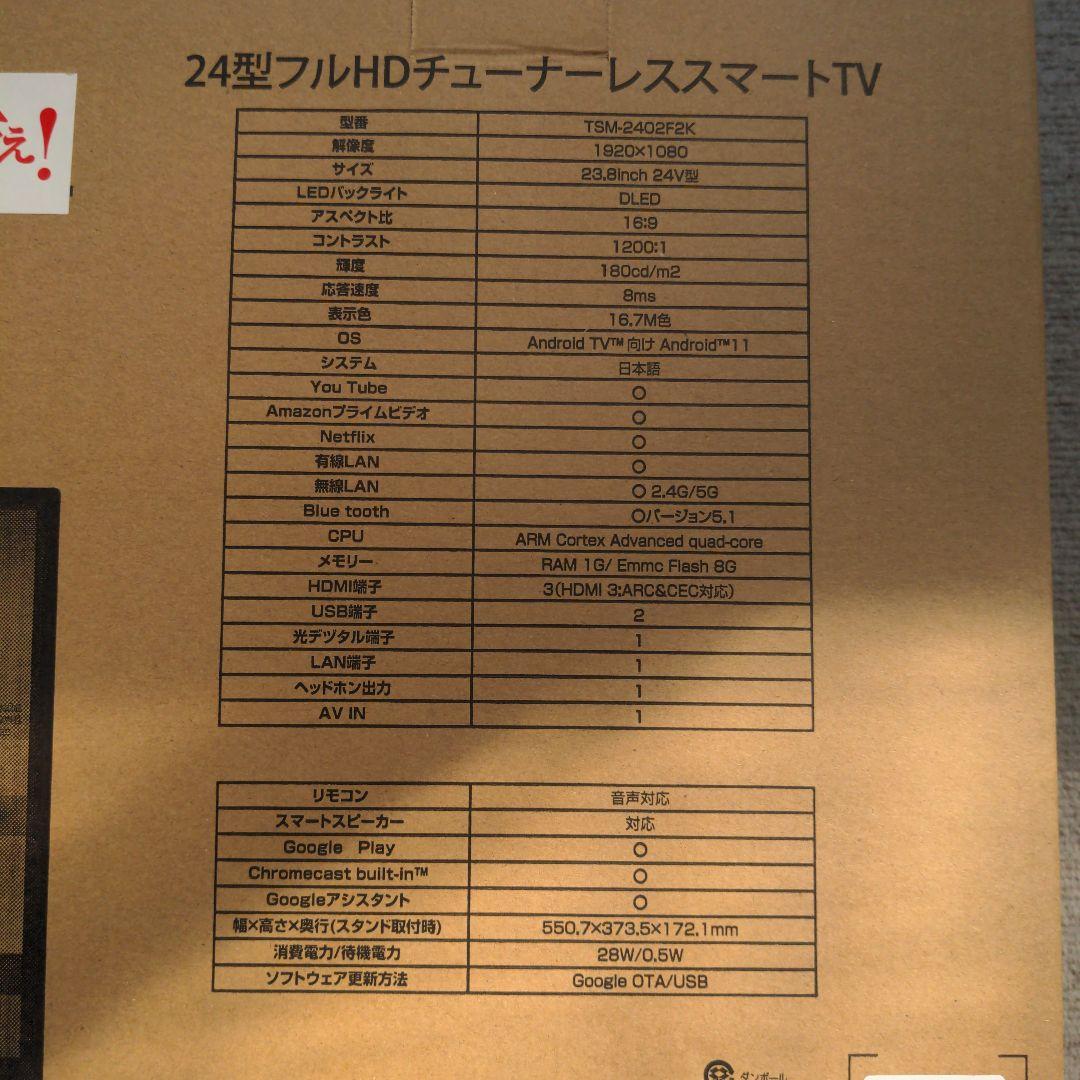 24型フルHDチューナーレススマートTV
え!
型番 TSM-2402F2K
解像度 1920×1080
サイズ 23.8inch 24V型
LEDバックライト DLED
アスペクト比 16:9
コントラスト 1200:1
輝度 180cd/m2
応答速度 8ms
表示色 16.7M色
OS Android TV™ 向け Android™11
システム 日本語
You Tube ○
Amazonプライムビデオ ○
Netflix ○
有線LAN ○
無線LAN ○ 2.4G/5G
Blue tooth ○バージョン5.1
CPU ARM Cortex Advanced quad-core
メモリー RAM 1G/ Emmc Flash 8G
HDMI端子 3(HDMI 3:ARC&CEC対応)
USB端子 2
光デヅタル端子 1
LAN端子 1
ヘッドホン出力 1
AV IN 1
リモコン 音声対応
スマートスピーカー 対応
Google Play ○
Chromecast built-in™ ○
Googleアシスタント ○
幅×高さ×奥行(スタンド取付時) 550.7×373.5×172.1mm
消費電力/待機電力 28W/0.5W
ソフトウェア更新方法 Google OTA/USB
ダンボール